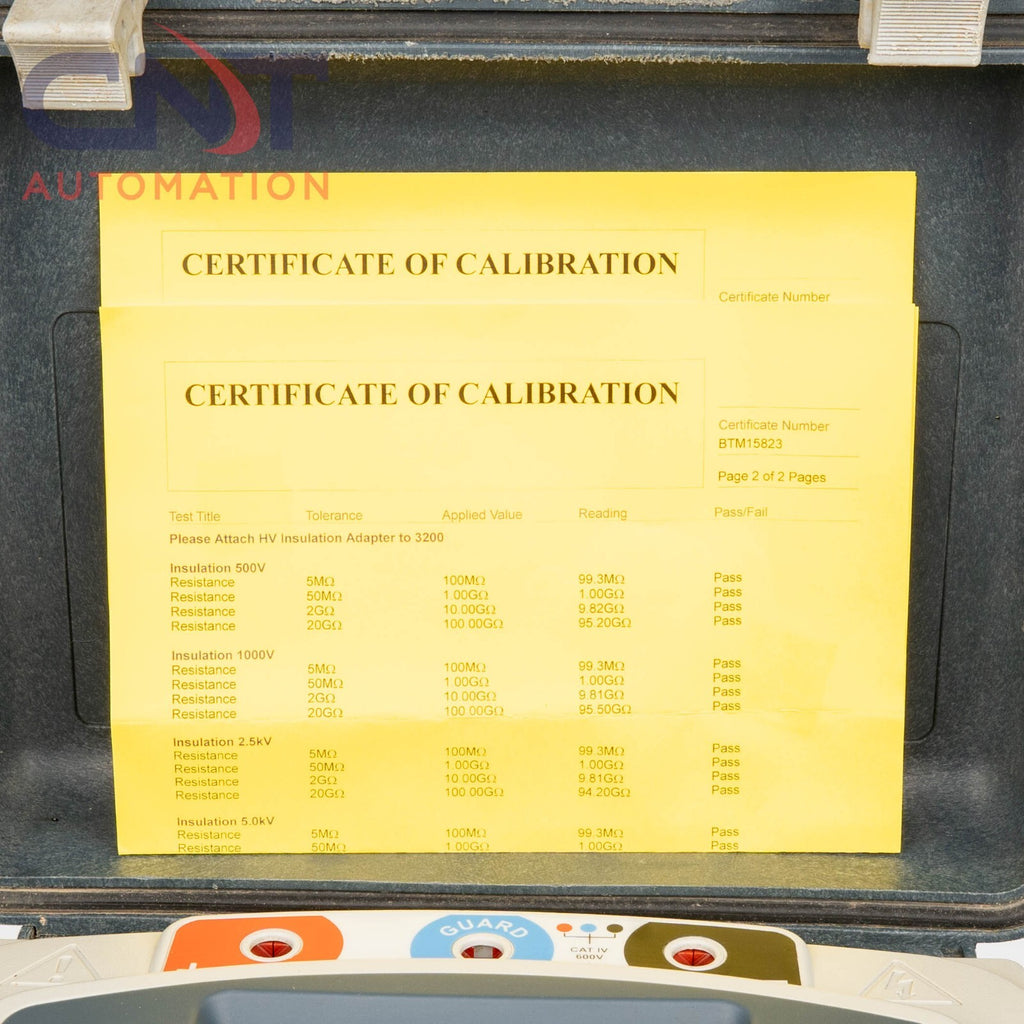 CNT
AUTOMATION
CERTIFICATE OF CALIBRATION
Certificate Number
CERTIFICATE OF CALIBRATION
Certificate Number
BTM15823
Page 2 of 2 Pages
Test Title Tolerance Applied Value Reading Pass/Fail
Please Attach HV Insulation Adapter to 3200
Insulation 500V
Resistance 5MΩ 100MΩ 99.3MΩ Pass
Resistance 50MΩ 1.00GΩ 1.00GΩ Pass
Resistance 2GΩ 10.00GΩ 9.82GΩ Pass
Resistance 20GΩ 100.00GΩ 95.20GΩ Pass
Insulation 1000V
Resistance 5MΩ 100MΩ 99.3MΩ Pass
Resistance 50MΩ 1.00GΩ 1.00GΩ Pass
Resistance 2GΩ 10.00GΩ 9.81GΩ Pass
Resistance 20GΩ 100.00GΩ 95.50GΩ Pass
Insulation 2.5kV
Resistance 5MΩ 100MΩ 99.3MΩ Pass
Resistance 50MΩ 1.00GΩ 1.00GΩ Pass
Resistance 2GΩ 10.00GΩ 9.81GΩ Pass
Resistance 20GΩ 100.00GΩ 94.20GΩ Pass
Insulation 5.0kV
Resistance 5MΩ 100MΩ 99.3MΩ Pass
Resistance 50MΩ 1.00GΩ 1.00GΩ Pass
GUARD
CAT IV
600V